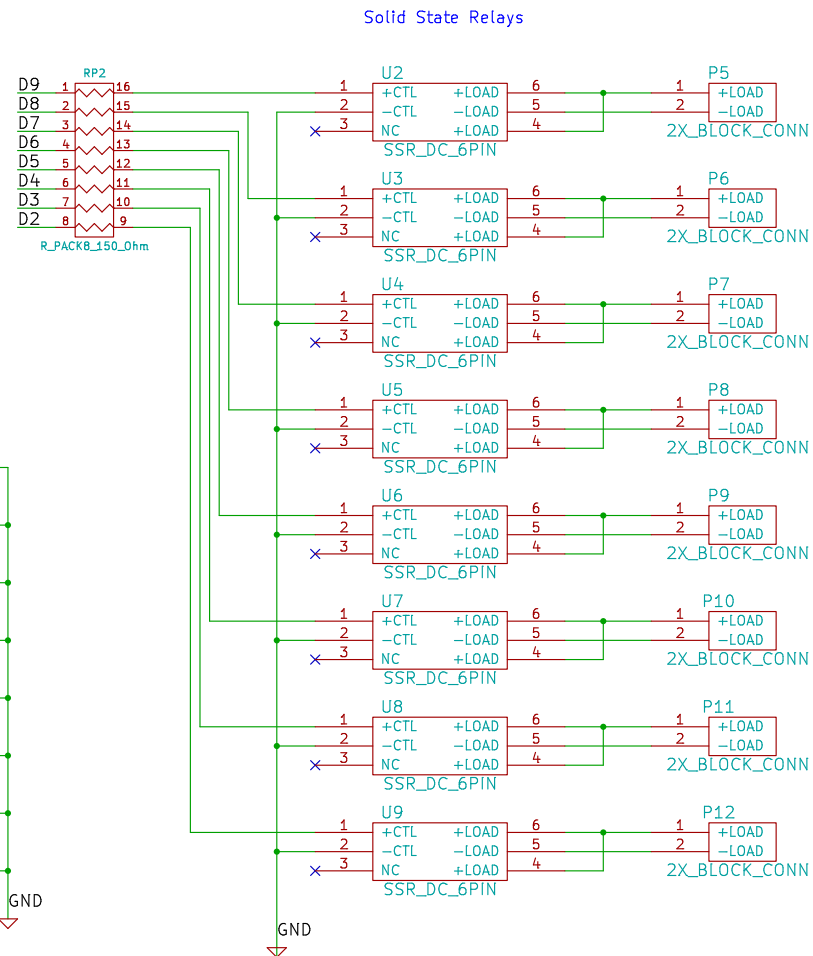 Solid State Relays
RP2
D9 1 16
D8 2 15
D7 3 14
D6 4 13
D5 5 12
D4 6 11
D3 7 10
D2 8 9
R_PACK8_150_Ohm
U2 P5
1 +CTL +LOAD 6 1 +LOAD
2 -CTL -LOAD 5 2 -LOAD
3 NC +LOAD 4 2X_BLOCK_CONN
SSR_DC_6PIN
U3 P6
1 +CTL +LOAD 6 1 +LOAD
2 -CTL -LOAD 5 2 -LOAD
3 NC +LOAD 4 2X_BLOCK_CONN
SSR_DC_6PIN
U4 P7
1 +CTL +LOAD 6 1 +LOAD
2 -CTL -LOAD 5 2 -LOAD
3 NC +LOAD 4 2X_BLOCK_CONN
SSR_DC_6PIN
U5 P8
1 +CTL +LOAD 6 1 +LOAD
2 -CTL -LOAD 5 2 -LOAD
3 NC +LOAD 4 2X_BLOCK_CONN
SSR_DC_6PIN
U6 P9
1 +CTL +LOAD 6 1 +LOAD
2 -CTL -LOAD 5 2 -LOAD
3 NC +LOAD 4 2X_BLOCK_CONN
SSR_DC_6PIN
U7 P10
1 +CTL +LOAD 6 1 +LOAD
2 -CTL -LOAD 5 2 -LOAD
3 NC +LOAD 4 2X_BLOCK_CONN
SSR_DC_6PIN
U8 P11
1 +CTL +LOAD 6 1 +LOAD
2 -CTL -LOAD 5 2 -LOAD
3 NC +LOAD 4 2X_BLOCK_CONN
SSR_DC_6PIN
U9 P12
1 +CTL +LOAD 6 1 +LOAD
2 -CTL -LOAD 5 2 -LOAD
3 NC +LOAD 4 2X_BLOCK_CONN
SSR_DC_6PIN
GND
GND